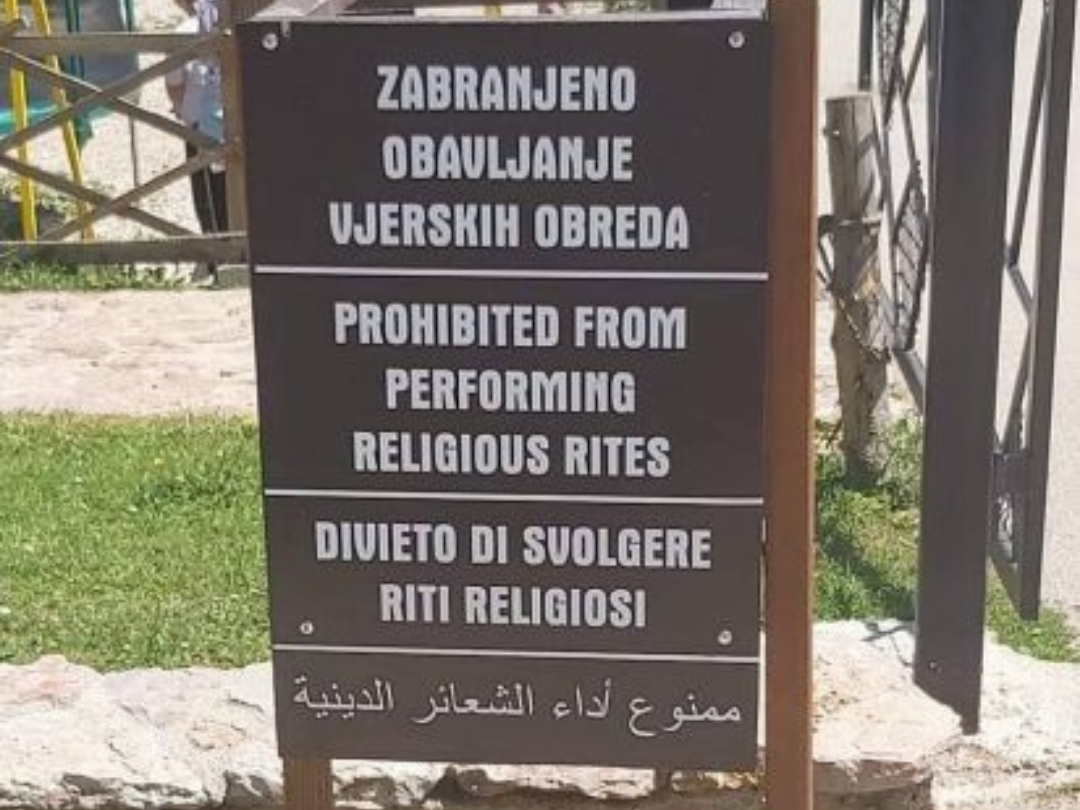 ZABRANJENO
OBAVLJANJE
VJERSKIH OBREDA
PROHIBITED FROM
PERFORMING
RELIGIOUS RITES
DIVIETO DI SVOLGERE
RITI RELIGIOSI
ممنوع أداء الشعائر الدينية